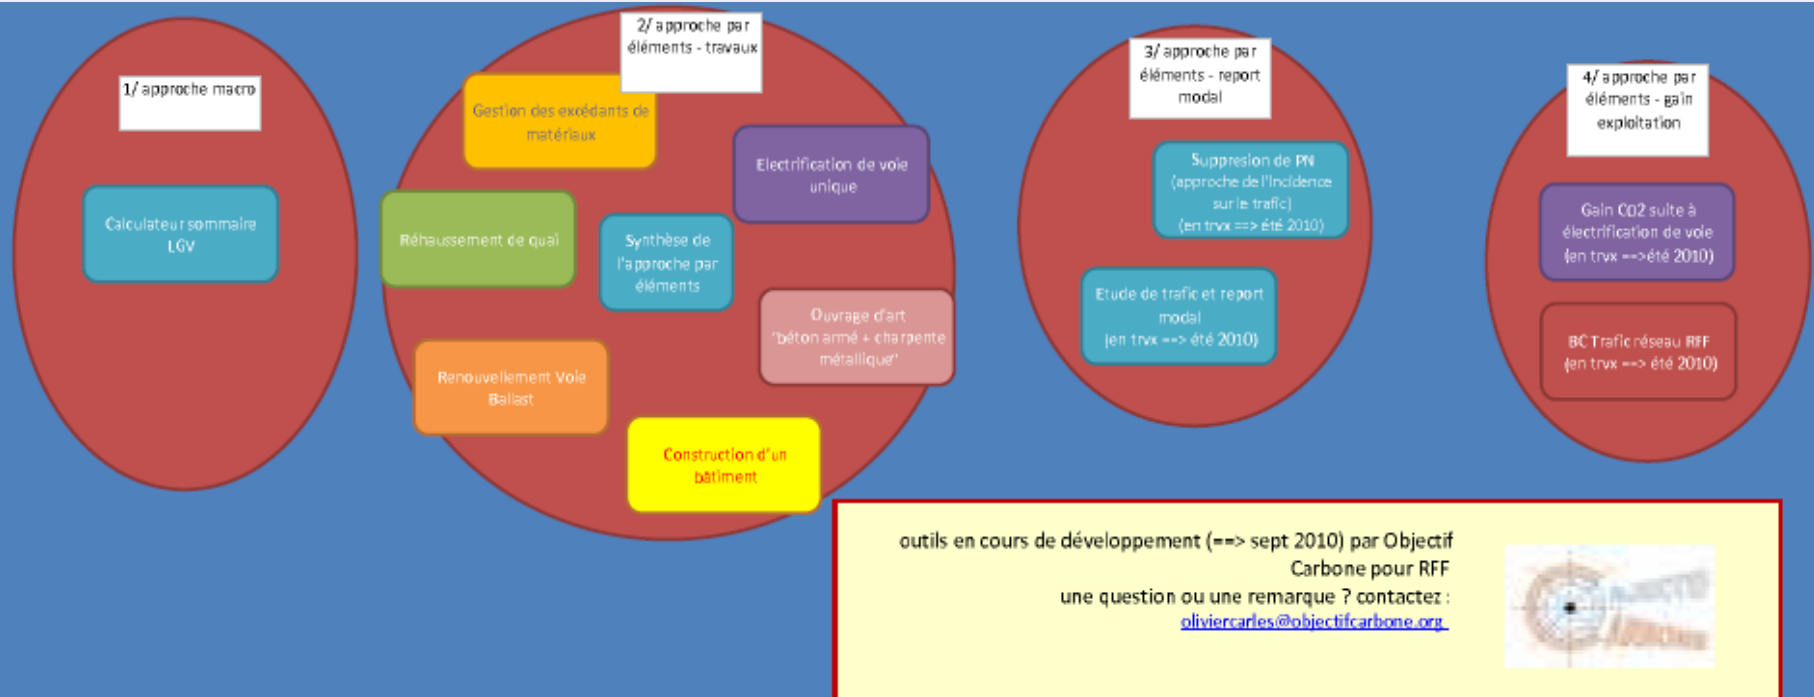 1/ approche macro
Calculateur sommaire
LGV
2/ approche par
éléments - travaux
Gestion des excédants de
matériaux
Electrification de voie
unique
Réhaussement de quai
Synthèse de
l'approche par
éléments
Ouvrage d'art
"béton armé + charpente
métallique"
Renouvellement Voie
Ballast
Construction d'un
bâtiment
3/ approche par
éléments - report
modal
Suppresion de PN
(approche de l'incidence
sur le trafic)
(en trvx ==> été 2010)
Etude de trafic et report
modal
(en trvx ==> été 2010)
4/ approche par
éléments - gain
exploitation
Gain CO2 suite à
électrification de voie
(en trvx ==>été 2010)
BC Trafic réseau RFF
(en trvx ==> été 2010)
outils en cours de développement (==> sept 2010) par Objectif
Carbone pour RFF
une question ou une remarque ? contactez :
oliviercarles@objectifcarbone.org